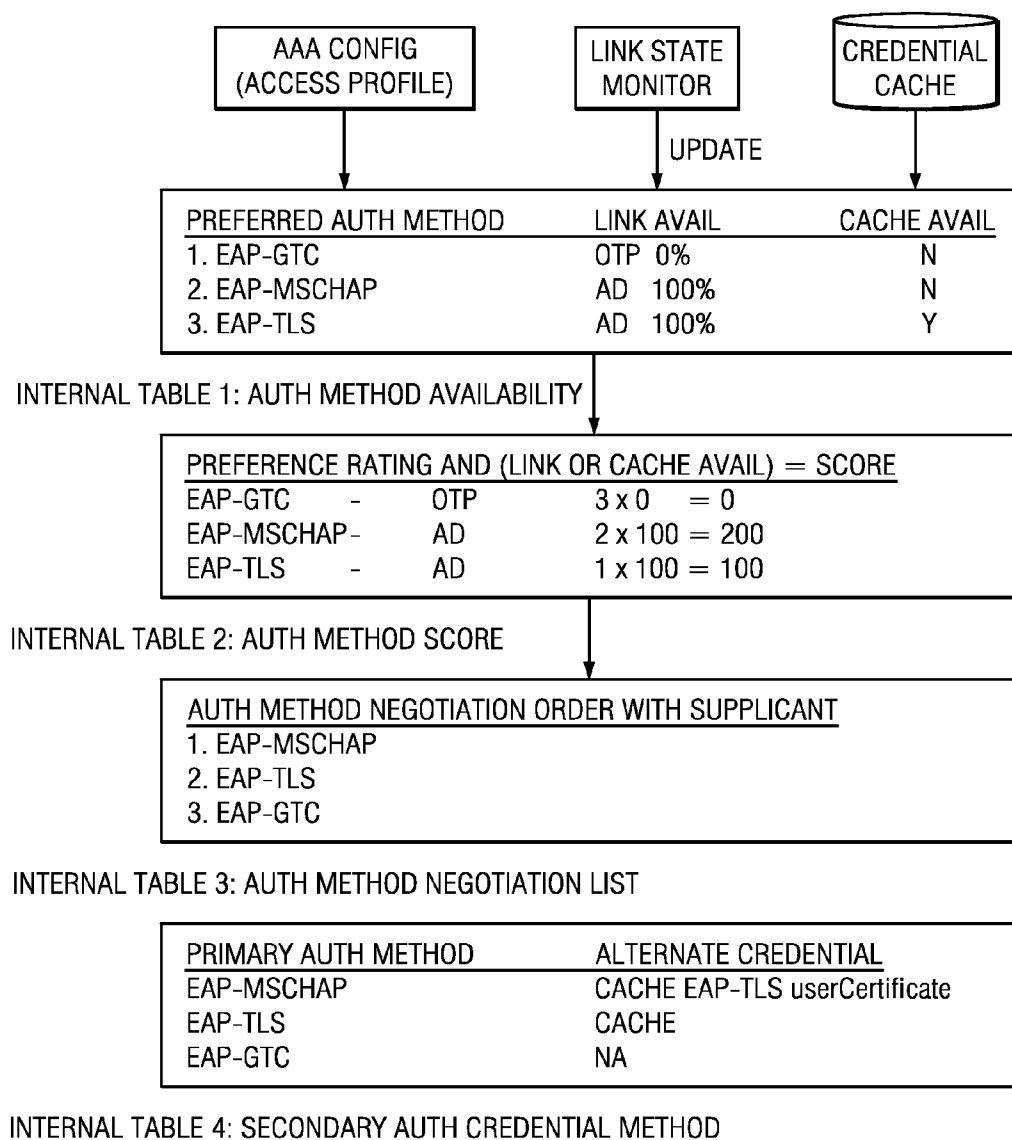 AAA CONFIG
(ACCESS PROFILE)
LINK STATE
MONITOR
CREDENTIAL
CACHE
UPDATE
PREFERRED AUTH METHOD LINK AVAIL CACHE AVAIL
1. EAP-GTC OTP 0% N
2. EAP-MSCHAP AD 100% N
3. EAP-TLS AD 100% Y
INTERNAL TABLE 1: AUTH METHOD AVAILABILITY
PREFERENCE RATING AND (LINK OR CACHE AVAIL) = SCORE
EAP-GTC - OTP 3 x 0 = 0
EAP-MSCHAP - AD 2 x 100 = 200
EAP-TLS - AD 1 x 100 = 100
INTERNAL TABLE 2: AUTH METHOD SCORE
AUTH METHOD NEGOTIATION ORDER WITH SUPPLICANT
1. EAP-MSCHAP
2. EAP-TLS
3. EAP-GTC
INTERNAL TABLE 3: AUTH METHOD NEGOTIATION LIST
PRIMARY AUTH METHOD ALTERNATE CREDENTIAL
EAP-MSCHAP CACHE EAP-TLS userCertificate
EAP-TLS CACHE
EAP-GTC NA
INTERNAL TABLE 4: SECONDARY AUTH CREDENTIAL METHOD